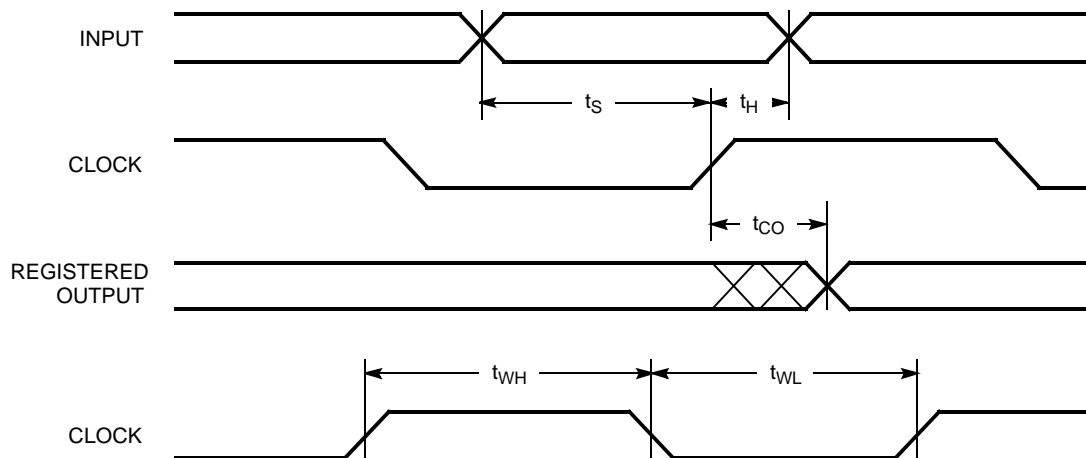 INPUT
tS
tH
CLOCK
tCO
REGISTERED
OUTPUT
tWH
tWL
CLOCK